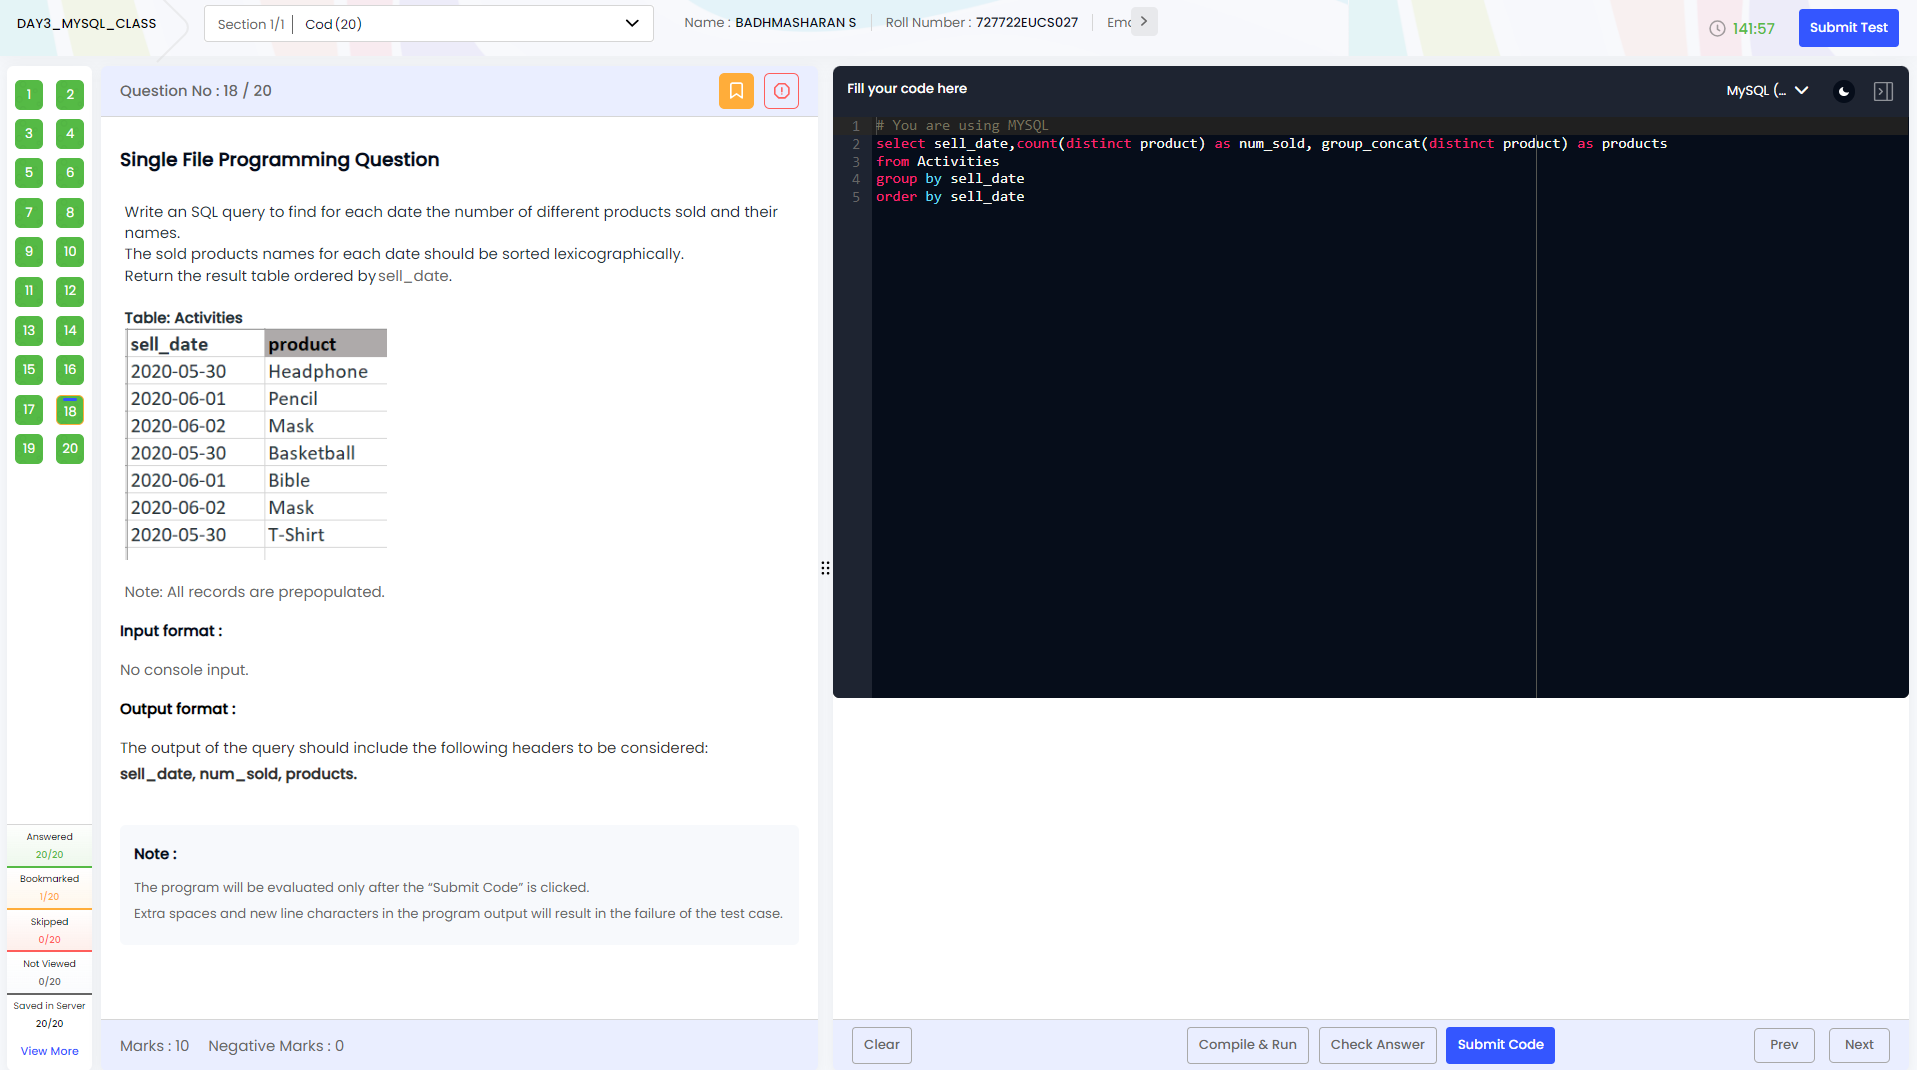 DAY3_MYSQL_CLASS
Section 1/1 | Cod (20)
Name : BADHMASHARAN S
Roll Number : 727722EUCS027
141:57
Submit Test
1 2
3 4
5 6
7 8
9 10
11 12
13 14
15 16
17 18
19 20
Answered
20/20
Bookmarked
1/20
Skipped
0/20
Not Viewed
0/20
Saved in Server
20/20
View More
Question No : 18 / 20
Single File Programming Question
Write an SQL query to find for each date the number of different products sold and their
names.
The sold products names for each date should be sorted lexicographically.
Return the result table ordered by sell_date.
Table: Activities
sell_date product
2020-05-30 Headphone
2020-06-01 Pencil
2020-06-02 Mask
2020-05-30 Basketball
2020-06-01 Bible
2020-06-02 Mask
2020-05-30 T-Shirt
Note: All records are prepopulated.
Input format :
No console input.
Output format :
The output of the query should include the following headers to be considered:
sell_date, num_sold, products.
Note :
The program will be evaluated only after the “Submit Code” is clicked.
Extra spaces and new line characters in the program output will result in the failure of the test case.
Marks : 10 Negative Marks : 0
Fill your code here
MySQL (...
1 # You are using MYSQL
2 select sell_date,count(distinct product) as num_sold, group_concat(distinct product) as products
3 from Activities
4 group by sell_date
5 order by sell_date
Clear
Compile & Run
Check Answer
Submit Code
Prev
Next